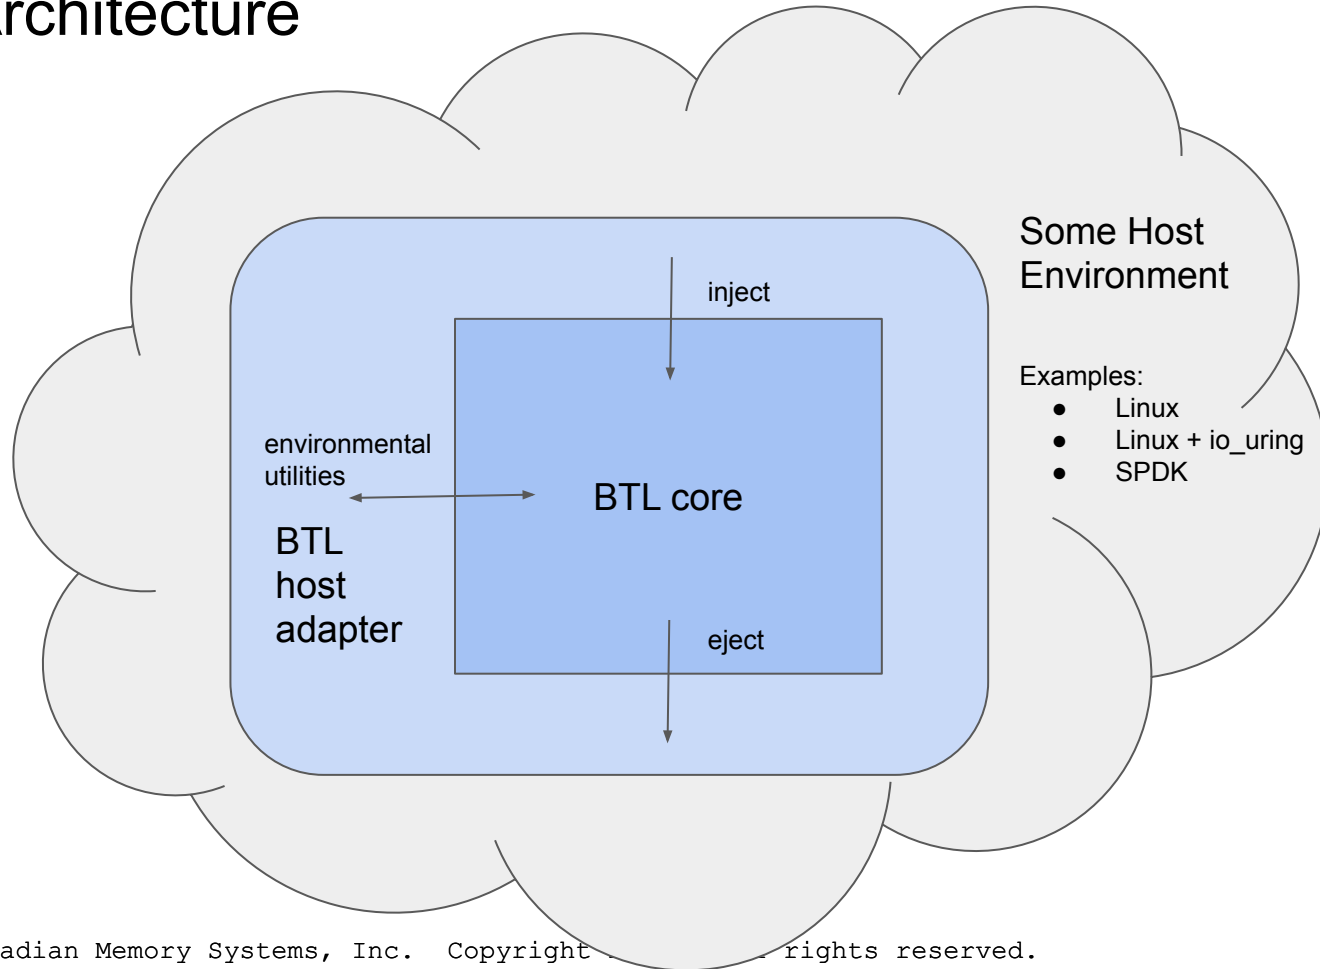 rchitecture
Some Host
Environment
inject
Examples:
● Linux
● Linux + io_uring
● SPDK
environmental
utilities
BTL core
BTL
host
adapter
eject
adian Memory Systems, Inc. Copyright rights reserved.